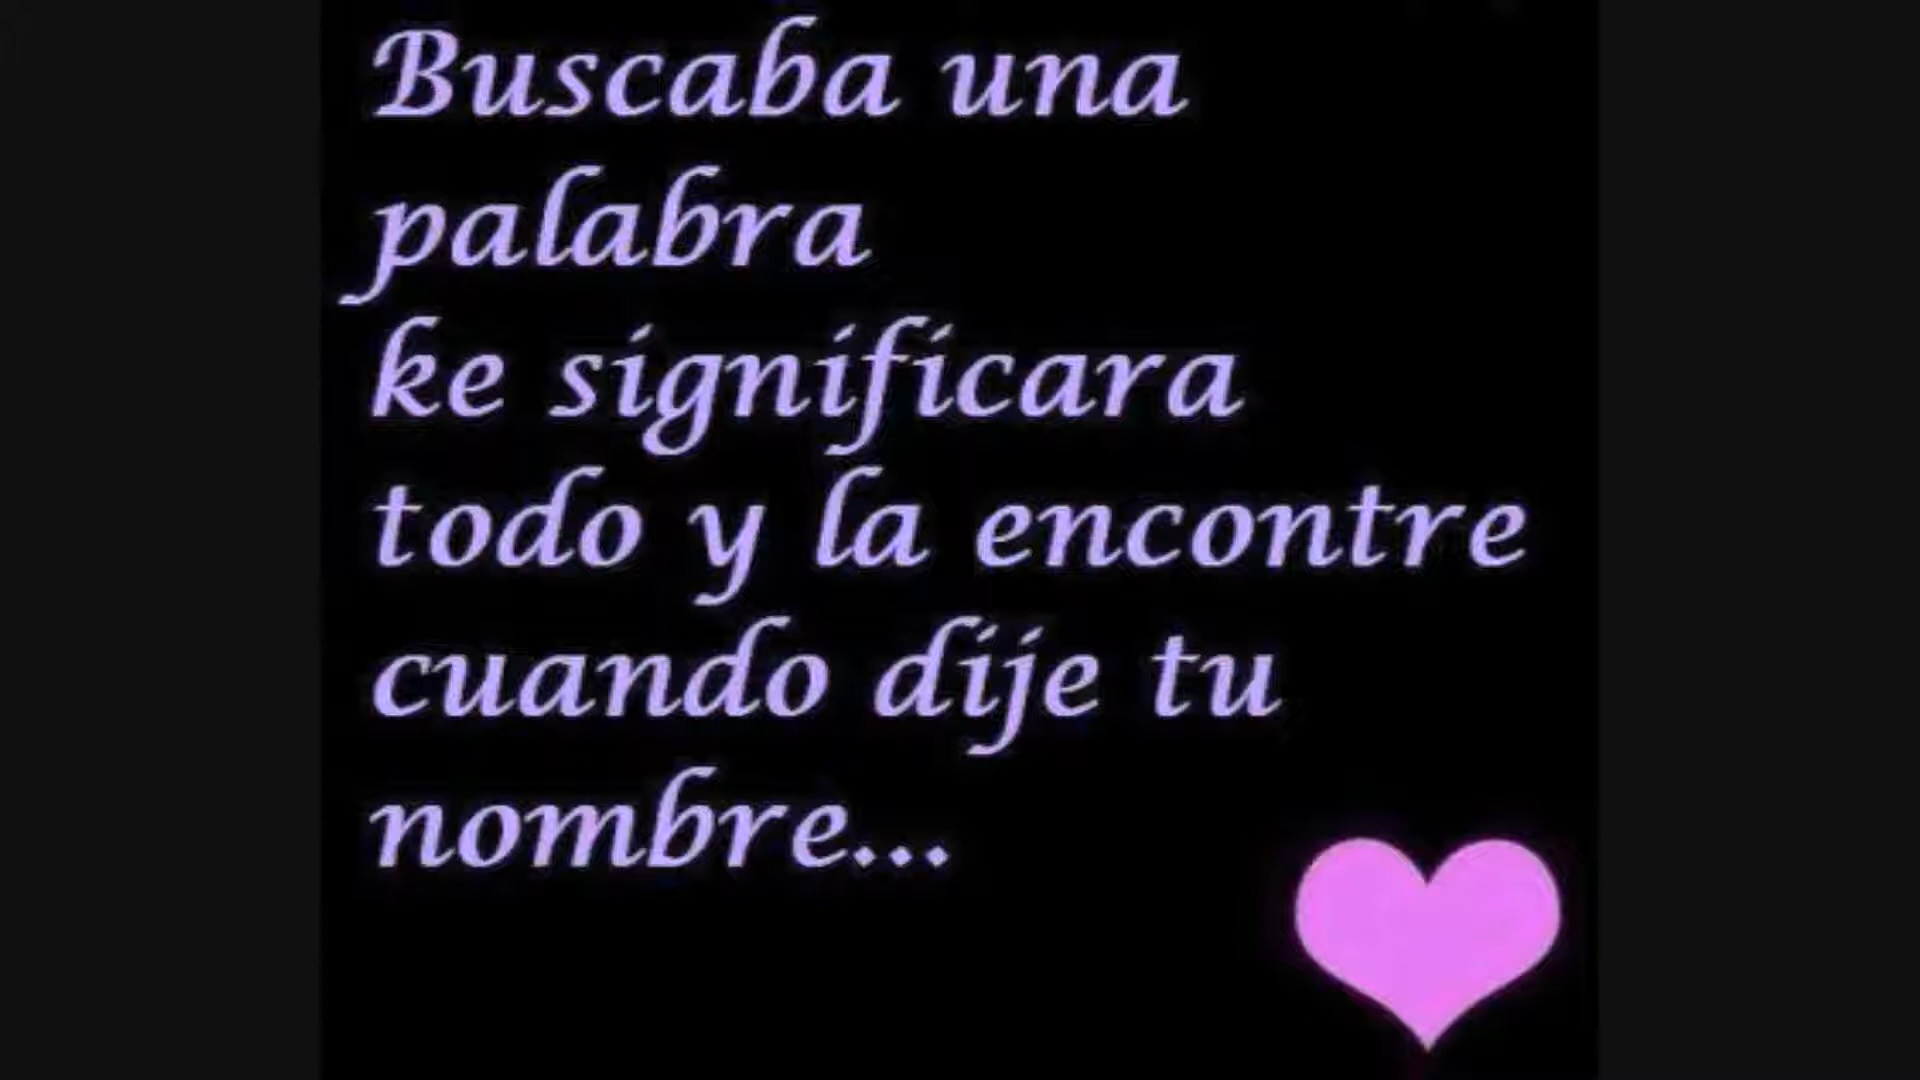 Buscaba una
palabra
ke significara
todo y la encontre
cuando dije tu
nombre...